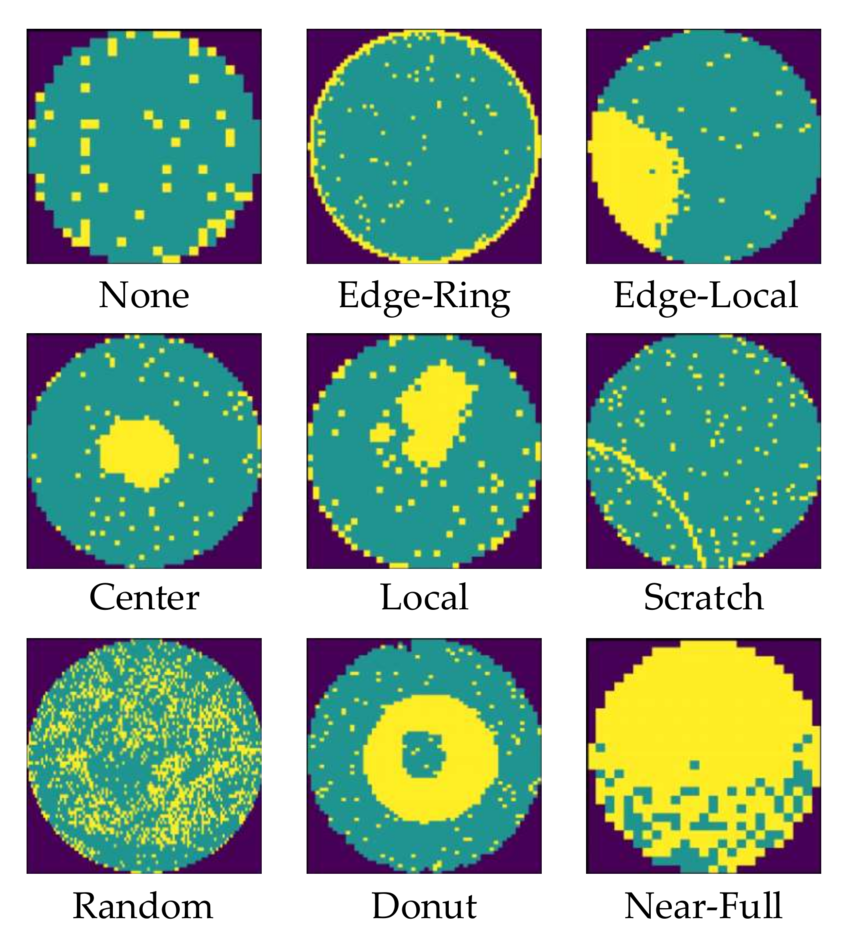 None
Edge-Ring
Edge-Local
Center
Local
Scratch
Random
Donut
Near-Full